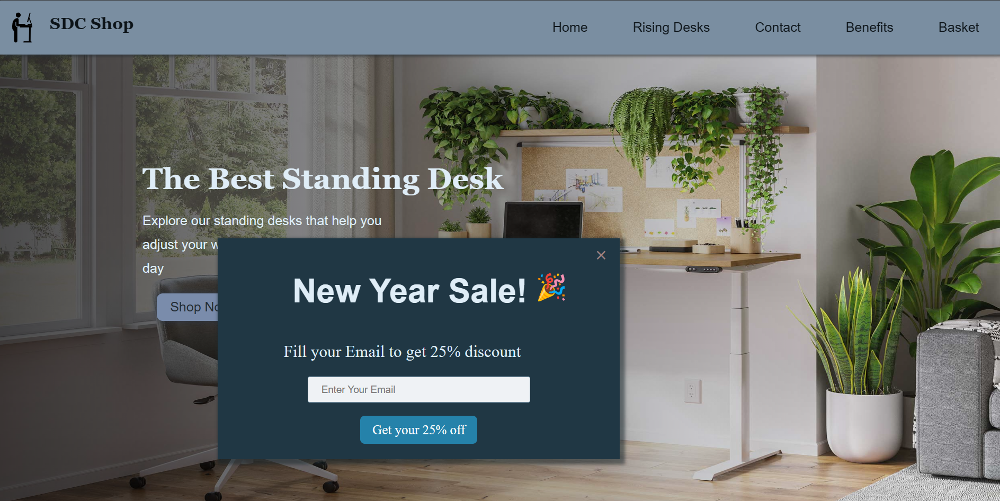 SDC Shop
Home Rising Desks Contact Benefits Basket
The Best Standing Desk
Explore our standing desks that help you
adjust your w
day
Shop No
×
New Year Sale! 🎉
Fill your Email to get 25% discount
Enter Your Email
Get your 25% off